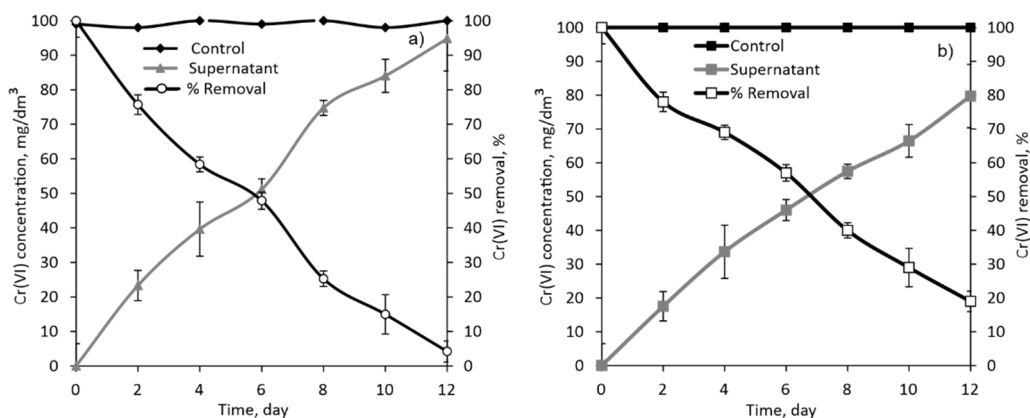 Cr(VI) concentration, mg/dm³
100
90
80
70
60
50
40
30
20
10
0
Control
Supernatant
% Removal
a)
100
90
80
70
60
50
40
30
20
10
0
Cr(VI) removal, %
0 2 4 6 8 10 12
Time, day
Cr(VI) concentration, mg/dm³
100
90
80
70
60
50
40
30
20
10
0
Control
Supernatant
% Removal
b)
100
90
80
70
60
50
40
30
20
10
0
Cr(VI) removal, %
0 2 4 6 8 10 12
Time, day